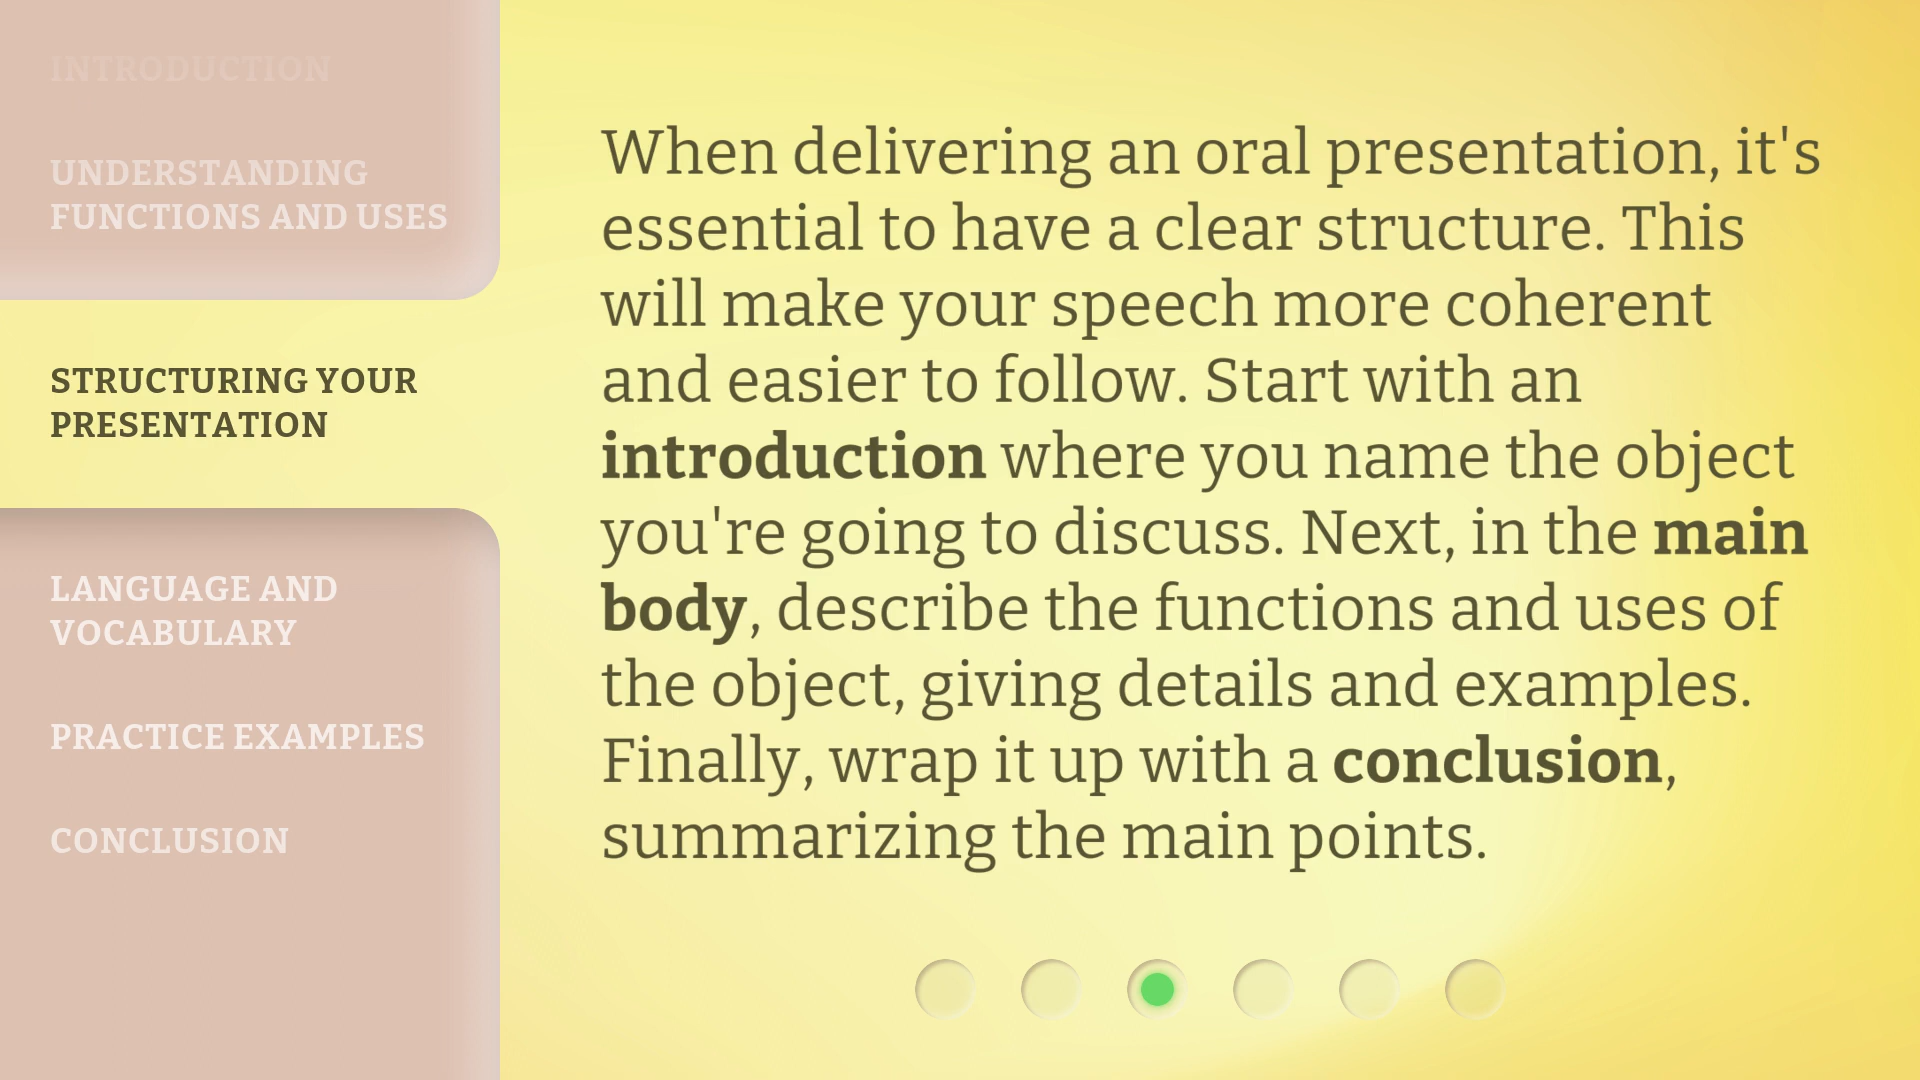 INTRODUCTION
UNDERSTANDING
FUNCTIONS AND USES
STRUCTURING YOUR
PRESENTATION
LANGUAGE AND
VOCABULARY
PRACTICE EXAMPLES
CONCLUSION
When delivering an oral presentation, it's
essential to have a clear structure. This
will make your speech more coherent
and easier to follow. Start with an
introduction where you name the object
you're going to discuss. Next, in the main
body, describe the functions and uses of
the object, giving details and examples.
Finally, wrap it up with a conclusion,
summarizing the main points.